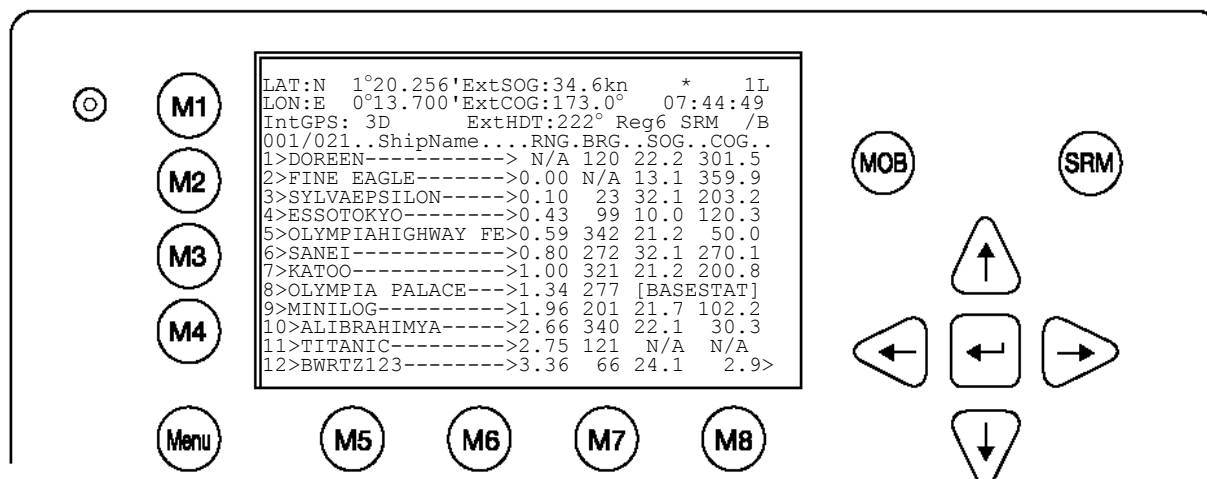 LAT:N 1°20.256'ExtSOG:34.6kn * 1L
LON:E 0°13.700'ExtCOG:173.0° 07:44:49
IntGPS: 3D ExtHDT:222° Reg6 SRM /B
001/021..ShipName....RNG.BRG..SOG..COG..
1>DOREEN-----------> N/A 120 22.2 301.5
2>FINE EAGLE------->0.00 N/A 13.1 359.9
3>SYLVAEPSILON----->0.10 23 32.1 203.2
4>ESSOTOKYO-------->0.43 99 10.0 120.3
5>OLYMPIAHIGHWAY FE>0.59 342 21.2 50.0
6>SANEI------------>0.80 272 32.1 270.1
7>KATOO------------>1.00 321 21.2 200.8
8>OLYMPIA PALACE--->1.34 277 [BASESTAT]
9>MINILOG---------->1.96 201 21.7 102.2
10>ALIBRAHIMYA----->2.66 340 22.1 30.3
11>TITANIC--------->2.75 121 N/A N/A
12>BWRTZ123-------->3.36 66 24.1 2.9>
M1
M2
M3
M4
Menu
M5
M6
M7
M8
MOB
SRM